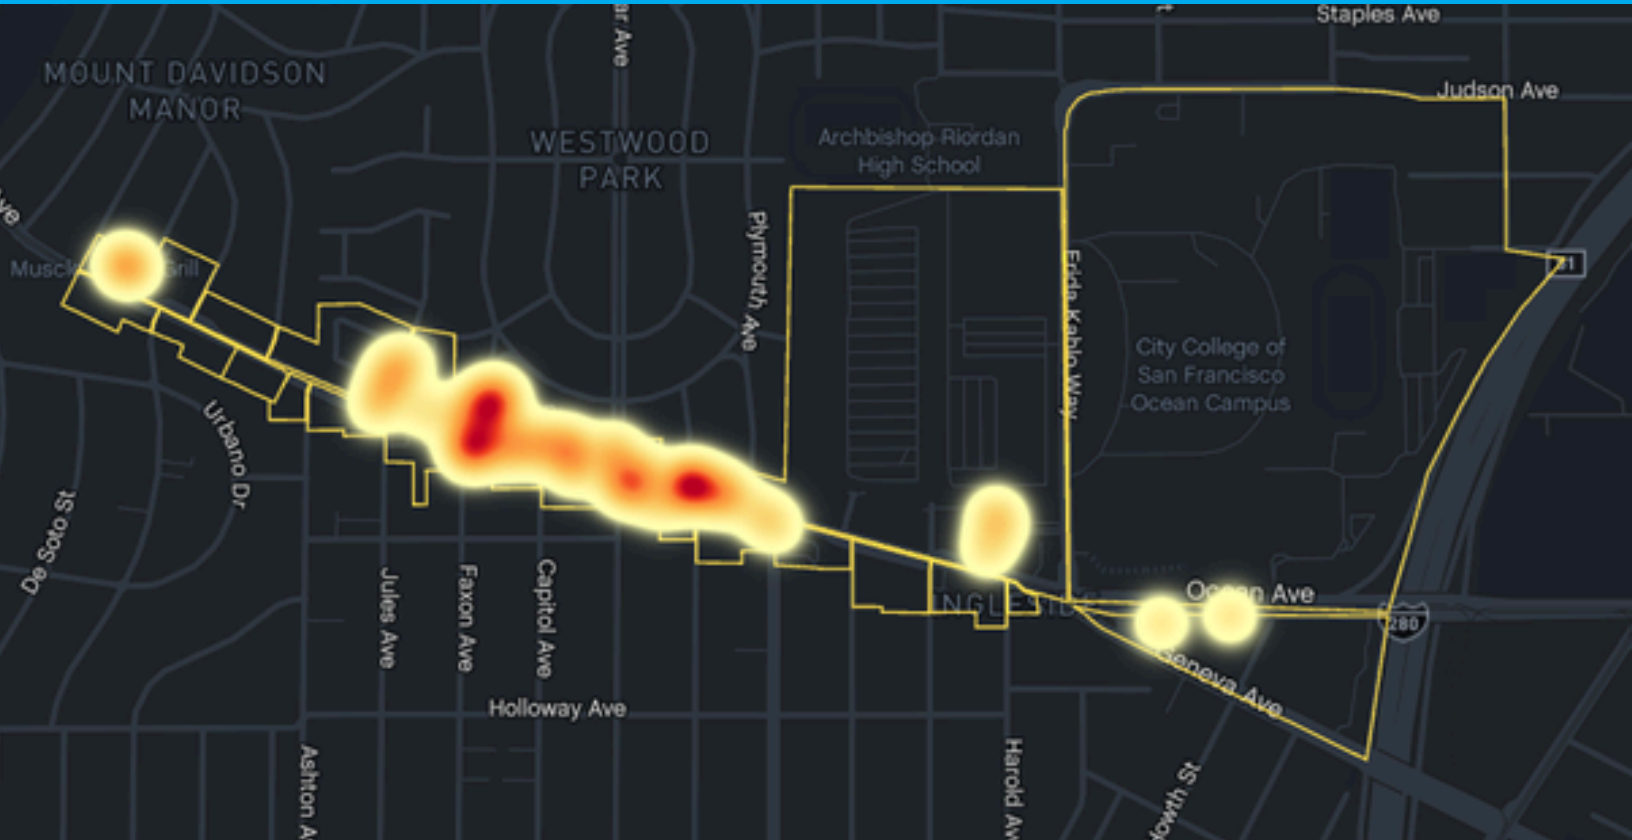 Staples Ave
MOUNT DAVIDSON
MANOR
Judson Ave
WESTWOOD
PARK
Archbishop Riordan
High School
Plymouth Ave
Frida Kahlo Way
City College of
San Francisco
Ocean Campus
Urbano Dr
De Soto St
Jules Ave
Faxon Ave
Capitol Ave
Ocean Ave
280
Geneva Ave
Holloway Ave
Harold Av